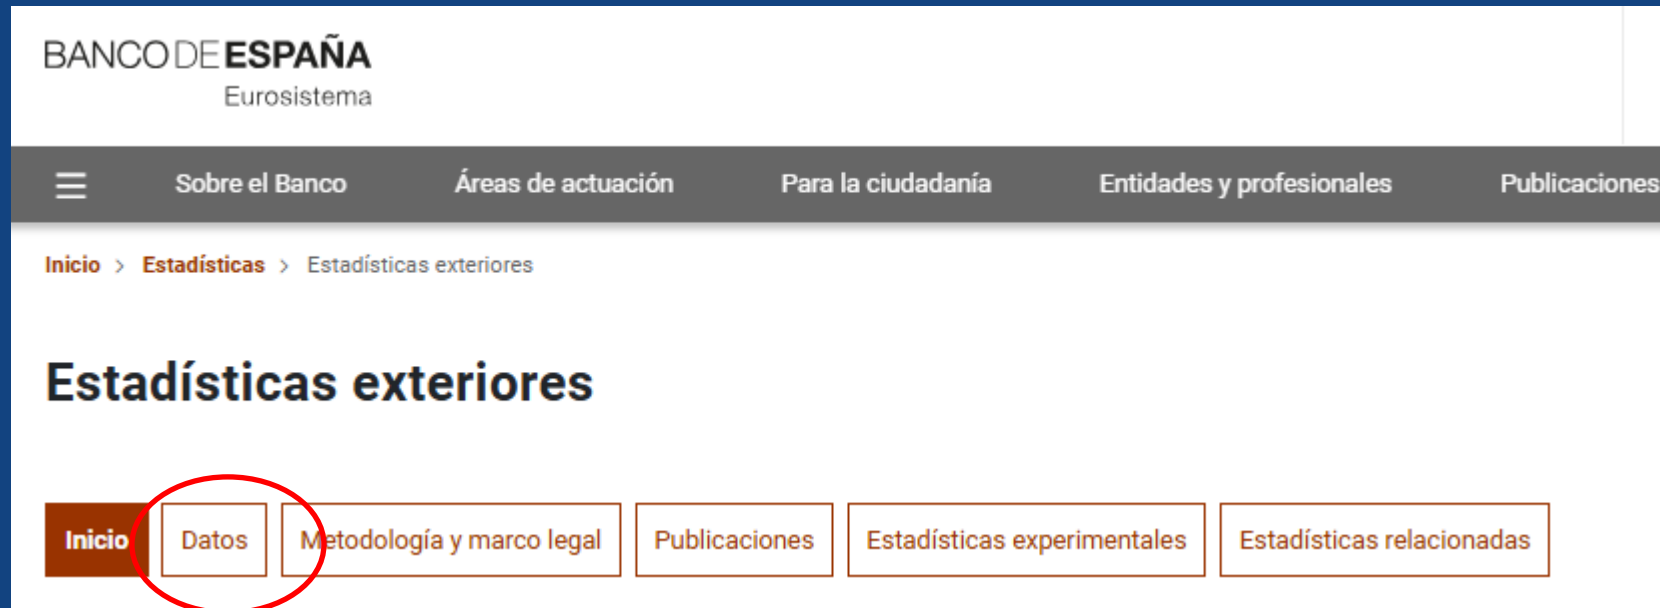 BANCO DE ESPAÑA
Eurosistema
Sobre el Banco Áreas de actuación Para la ciudadanía Entidades y profesionales Publicaciones
Inicio > Estadísticas > Estadísticas exteriores
Estadísticas exteriores
Inicio Datos Metodología y marco legal Publicaciones Estadísticas experimentales Estadísticas relacionadas